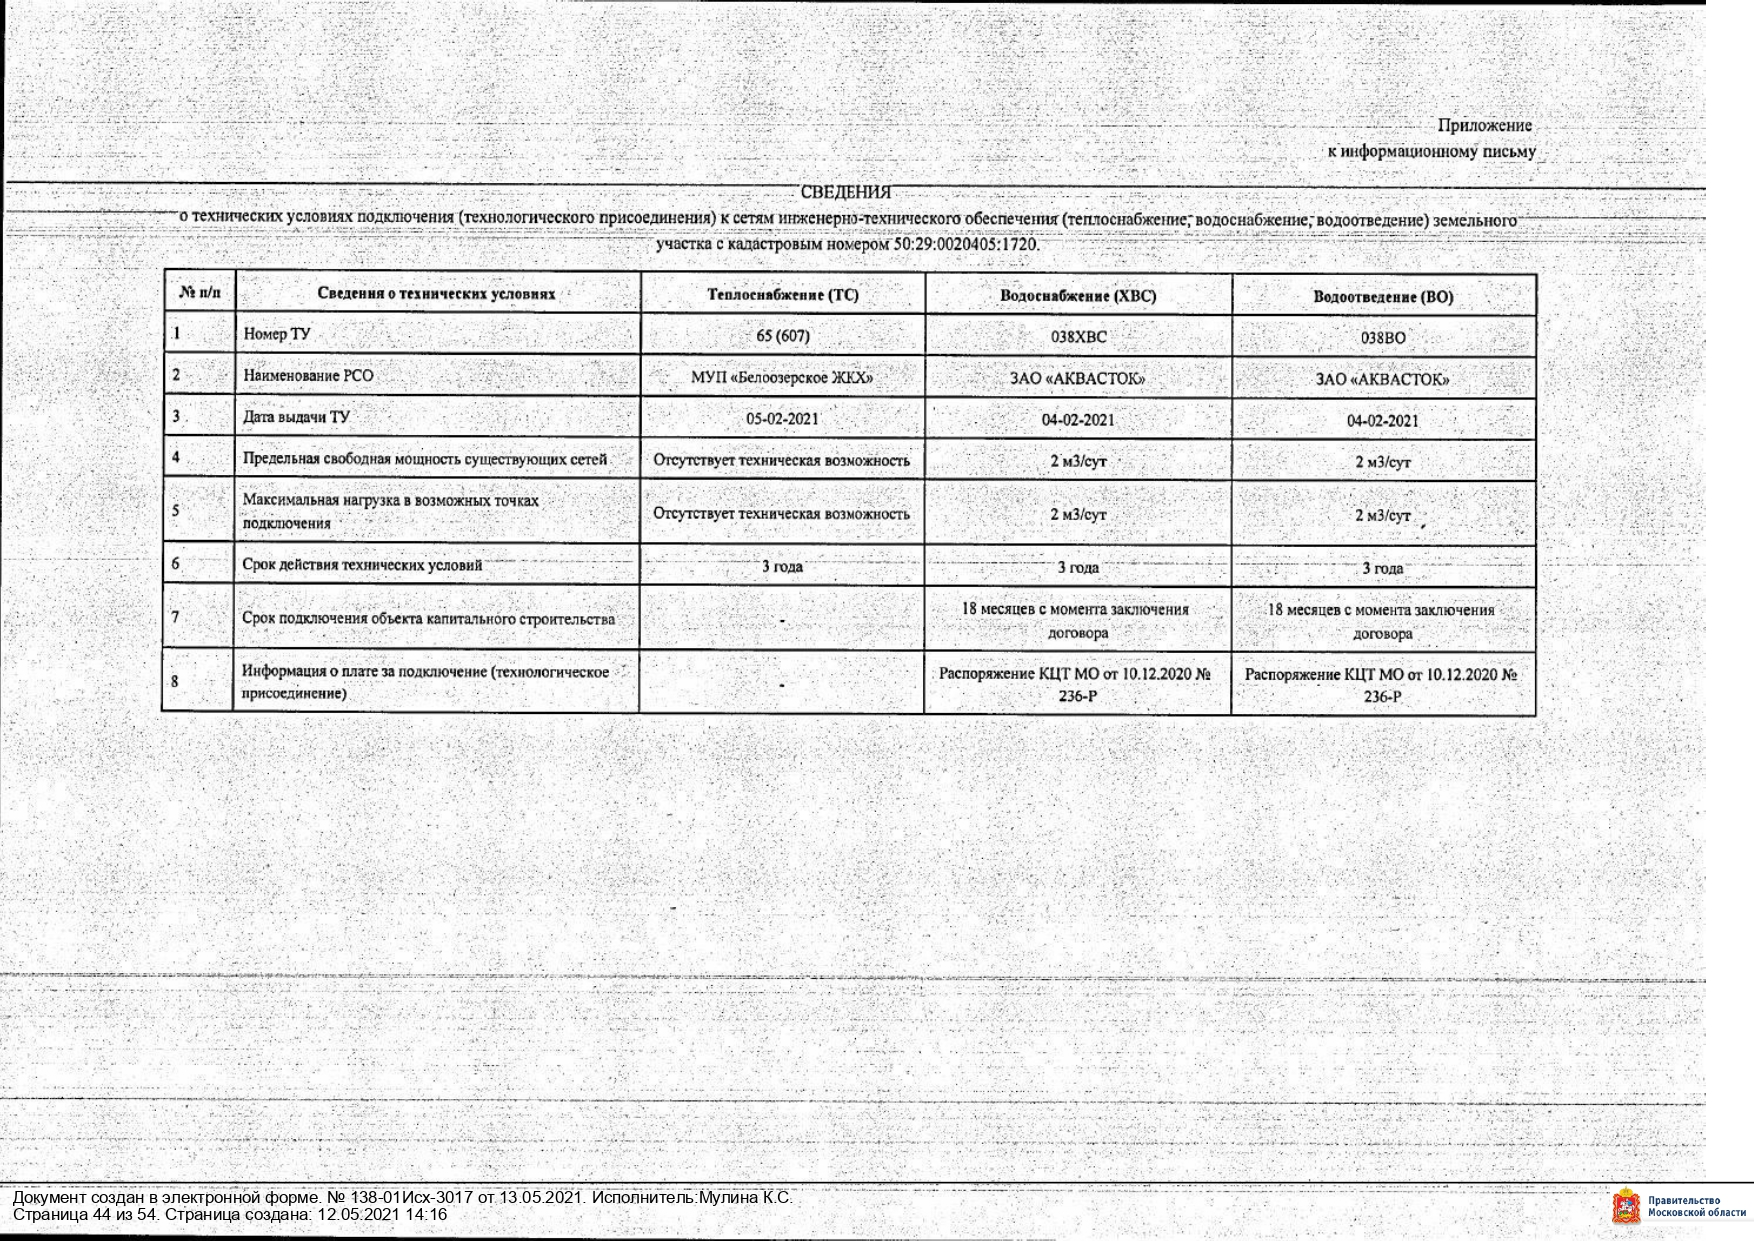 Приложение
к информационному письму
СВЕДЕНИЯ
о технических условиях подключения (технологического присоединения) к сетям инженерно-технического обеспечения (теплоснабжение, водоснабжение, водоотведение) земельного
участка с кадастровым номером 50:29:0020405:1720.
№ п/п Сведения о технических условиях Теплоснабжение (ТС) Водоснабжение (ХВС) Водоотведение (ВО)
1 Номер ТУ 65 (607) 038ХВС 038ВО
2 Наименование РСО МУП «Белоозерское ЖКХ» ЗАО «АКВАСТОК» ЗАО «АКВАСТОК»
3 Дата выдачи ТУ 05-02-2021 04-02-2021 04-02-2021
4 Предельная свободная мощность существующих сетей Отсутствует техническая возможность 2 м3/сут 2 м3/сут
5 Максимальная нагрузка в возможных точках
подключения Отсутствует техническая возможность 2 м3/сут 2 м3/сут
6 Срок действия технических условий 3 года 3 года 3 года
7 Срок подключения объекта капитального строительства - 18 месяцев с момента заключения
договора 18 месяцев с момента заключения
договора
8 Информация о плате за подключение (технологическое
присоединение) - Распоряжение КЦТ МО от 10.12.2020 №
236-Р Распоряжение КЦТ МО от 10.12.2020 №
236-Р
Документ создан в электронной форме. № 138-01Исх-3017 от 13.05.2021. Исполнитель:Мулина К.С.
Страница 44 из 54. Страница создана: 12.05.2021 14:16
Правительство
Московской области